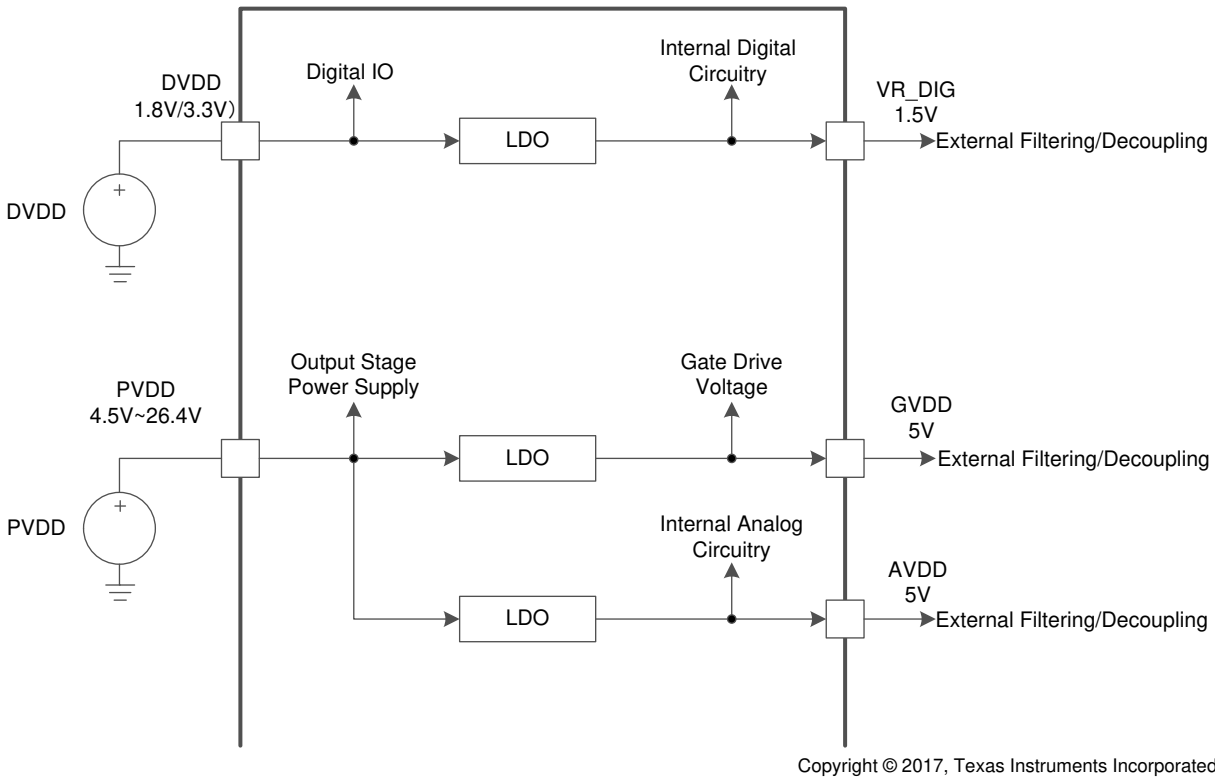 DVDD
1.8V/3.3V）
Digital IO
Internal Digital
Circuitry
VR_DIG
1.5V
LDO
External Filtering/Decoupling
+
DVDD
Output Stage
Power Supply
Gate Drive
Voltage
PVDD
4.5V~26.4V
GVDD
5V
LDO
External Filtering/Decoupling
+
PVDD
Internal Analog
Circuitry
AVDD
5V
LDO
External Filtering/Decoupling
Copyright © 2017, Texas Instruments Incorporated